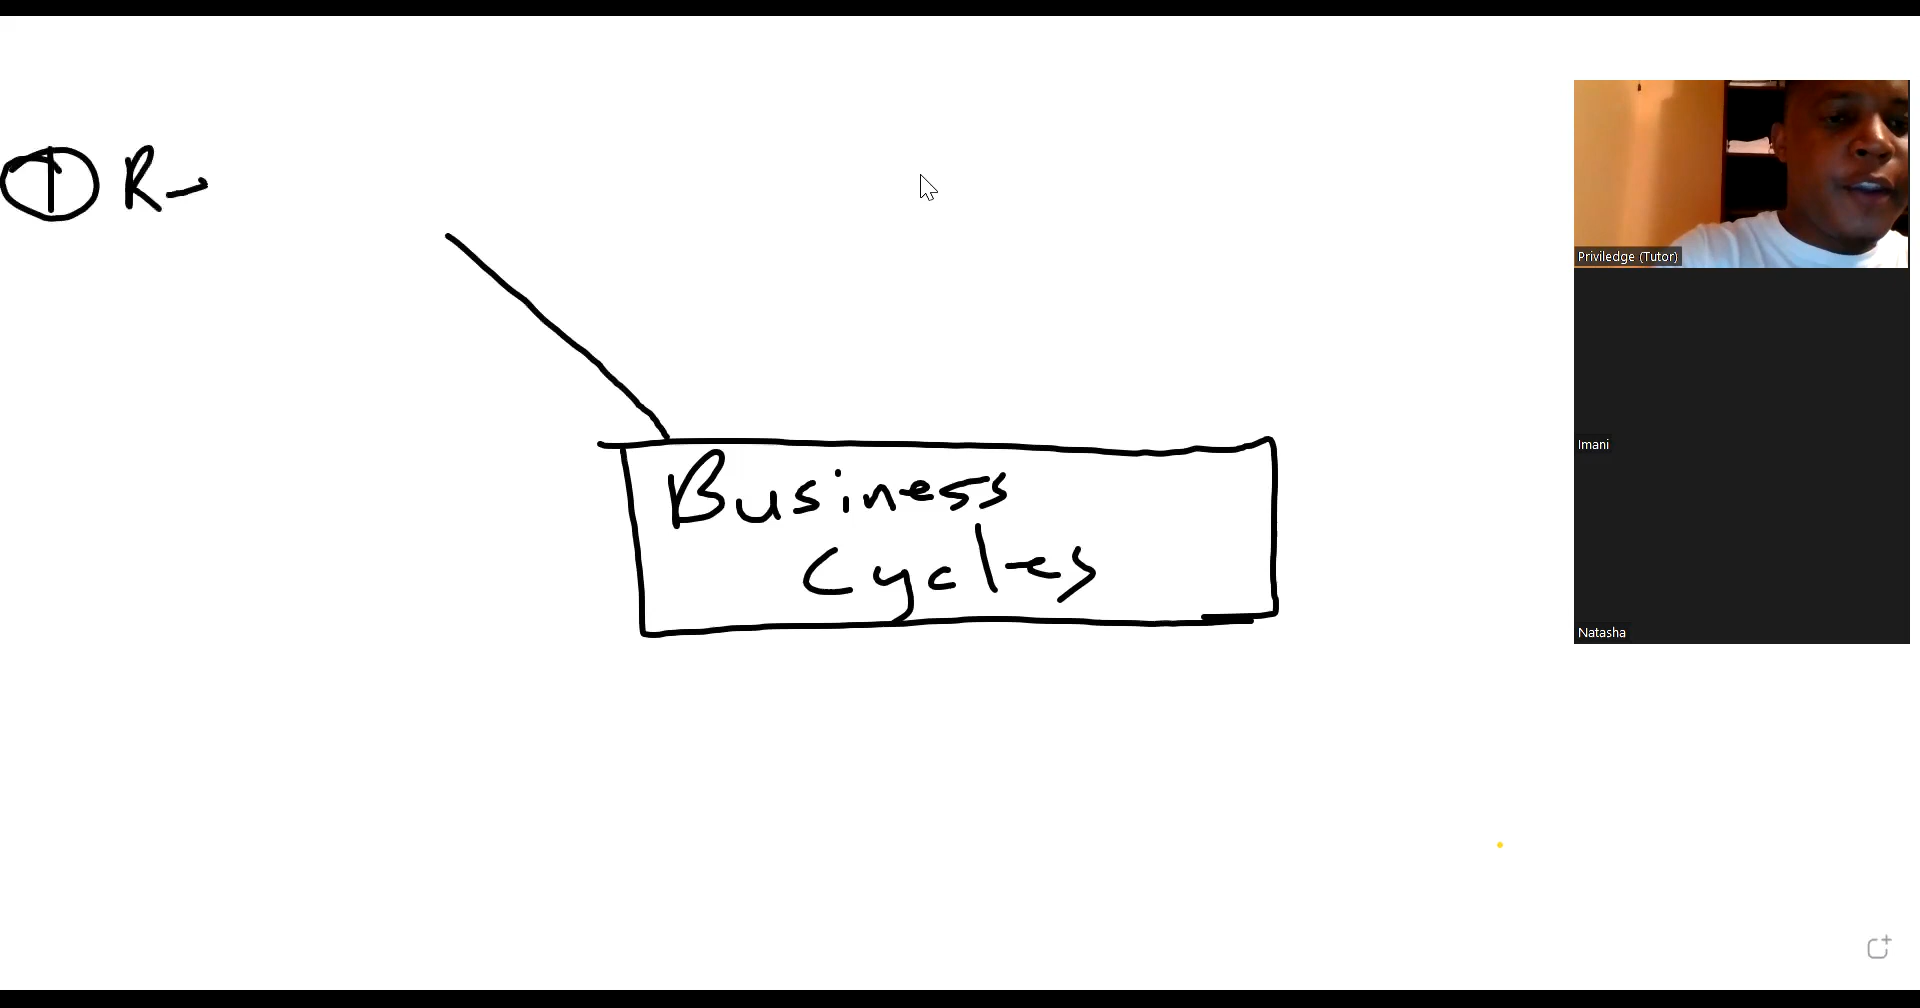 ① R
Business
Cycles
Priviledge (Tutor)
Imani
Natasha